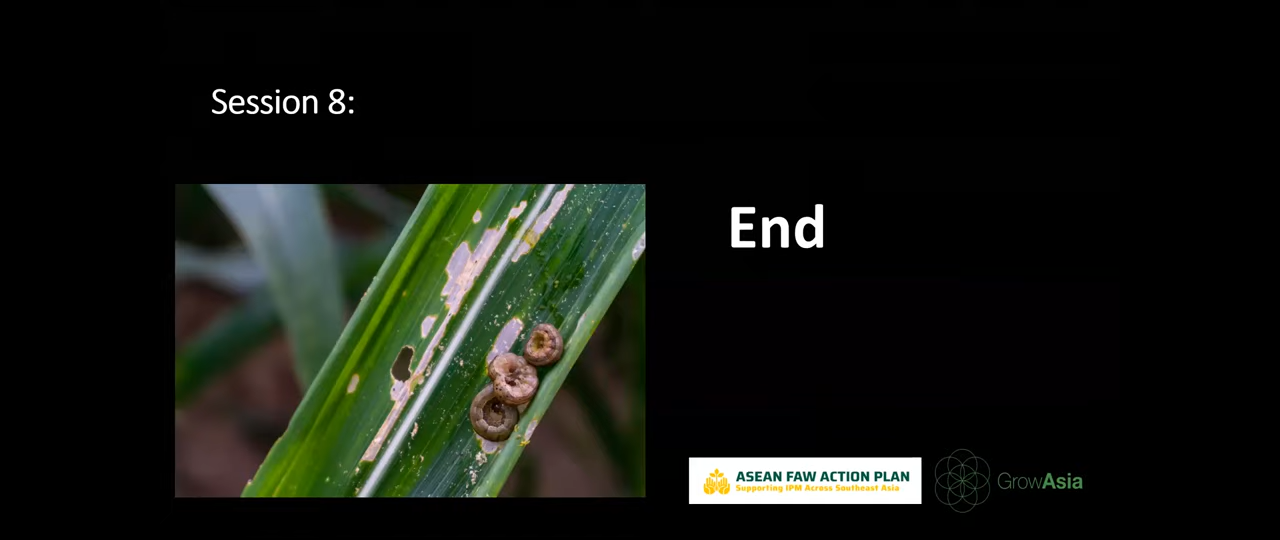 Session 8:
End
ASEAN FAW ACTION PLAN
Supporting IPM Across Southeast Asia
GrowAsia